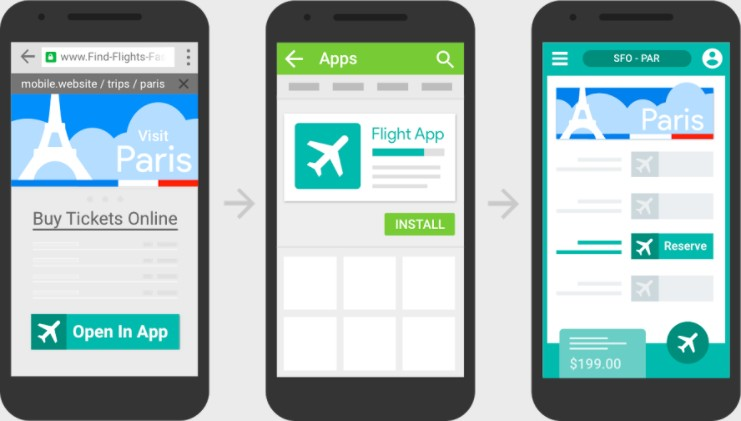 www.Find-Flights-Fa
mobile.website / trips / paris
Visit
Paris
Buy Tickets Online
Open In App
Apps
Flight App
INSTALL
SFO - PAR
Paris
Reserve
$199.00